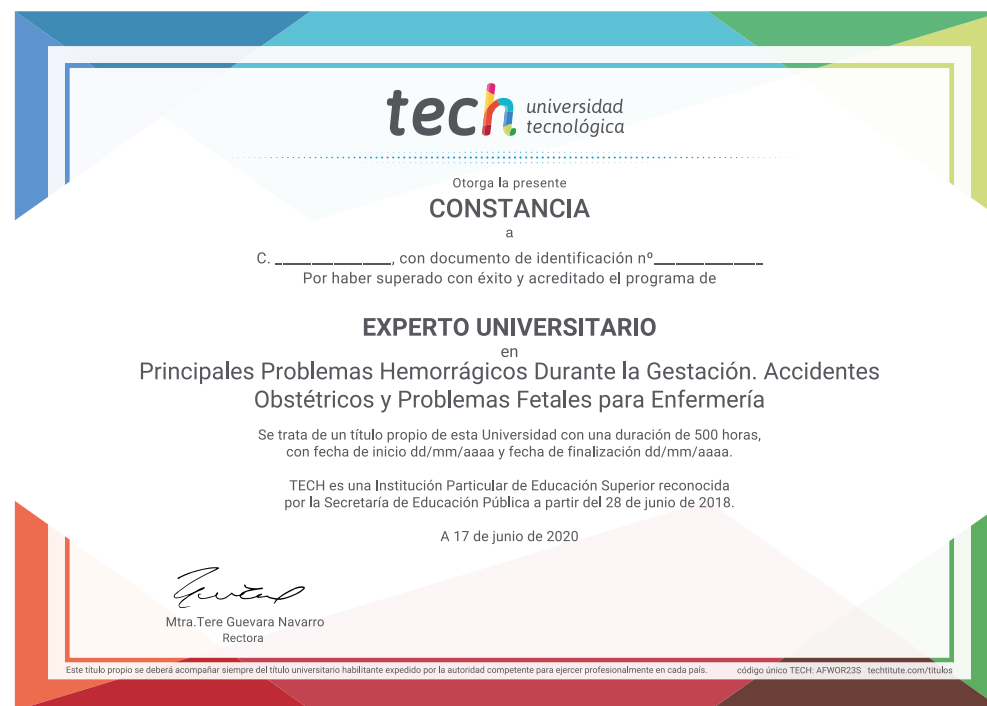 tech universidad
tecnológica
Otorga la presente
CONSTANCIA
a
C. ______________, con documento de identificación nº_____________
Por haber superado con éxito y acreditado el programa de
EXPERTO UNIVERSITARIO
en
Principales Problemas Hemorrágicos Durante la Gestación. Accidentes
Obstétricos y Problemas Fetales para Enfermería
Se trata de un título propio de esta Universidad con una duración de 500 horas,
con fecha de inicio dd/mm/aaaa y fecha de finalización dd/mm/aaaa.
TECH es una Institución Particular de Educación Superior reconocida
por la Secretaría de Educación Pública a partir del 28 de junio de 2018.
A 17 de junio de 2020
Mtra.Tere Guevara Navarro
Rectora
Este título propio se deberá acompañar siempre del título universitario habilitante expedido por la autoridad competente para ejercer profesionalmente en cada país. código único TECH: AFWOR23S techtitute.com/titulos